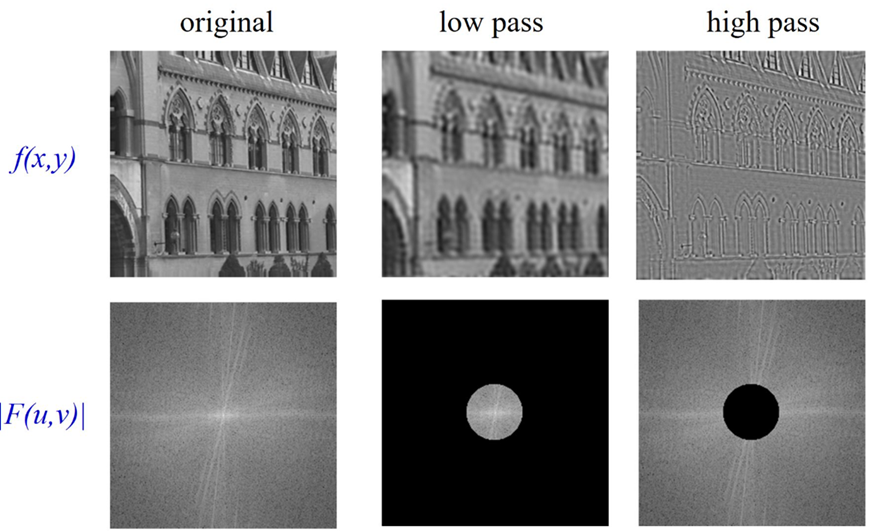 original low pass high pass
f(x,y)
|F(u,v)|